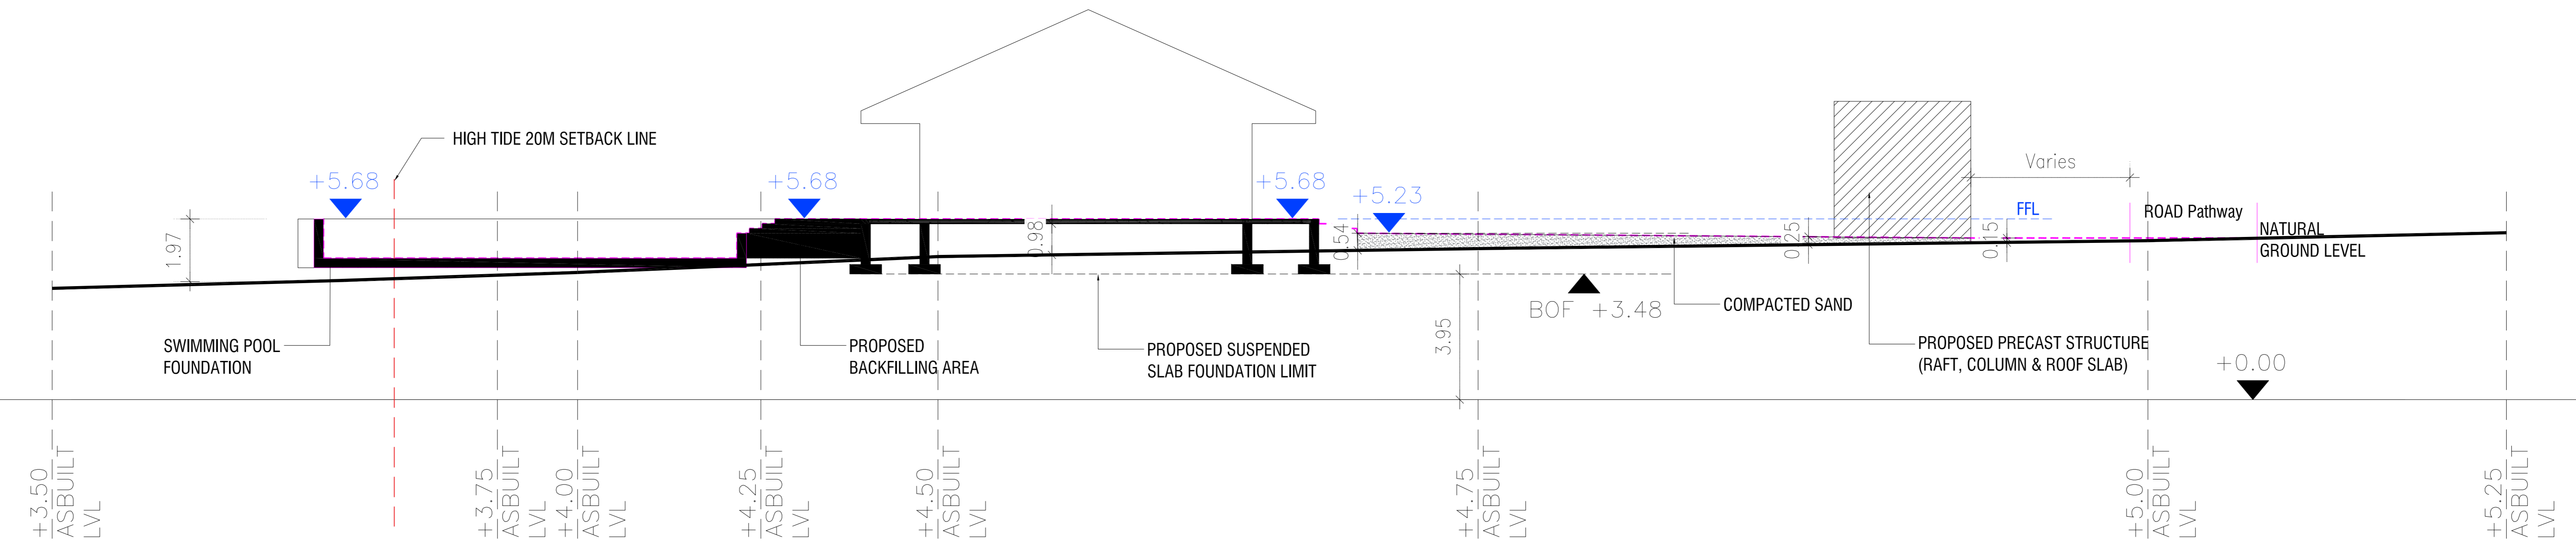 HIGH TIDE 20M SETBACK LINE
+5.68
+5.68
+5.68
+5.23
Varies
FFL
ROAD Pathway
NATURAL
GROUND LEVEL
1.97
0.98
0.54
0.25
0.15
BOF +3.48
COMPACTED SAND
3.95
SWIMMING POOL
FOUNDATION
PROPOSED
BACKFILLING AREA
PROPOSED SUSPENDED
SLAB FOUNDATION LIMIT
PROPOSED PRECAST STRUCTURE
(RAFT, COLUMN & ROOF SLAB)
+0.00
+3.50
ASBUILT
LVL
+3.75
ASBUILT
LVL
+4.00
ASBUILT
LVL
+4.25
ASBUILT
LVL
+4.50
ASBUILT
LVL
+4.75
ASBUILT
LVL
+5.00
ASBUILT
LVL
+5.25
ASBUILT
LVL